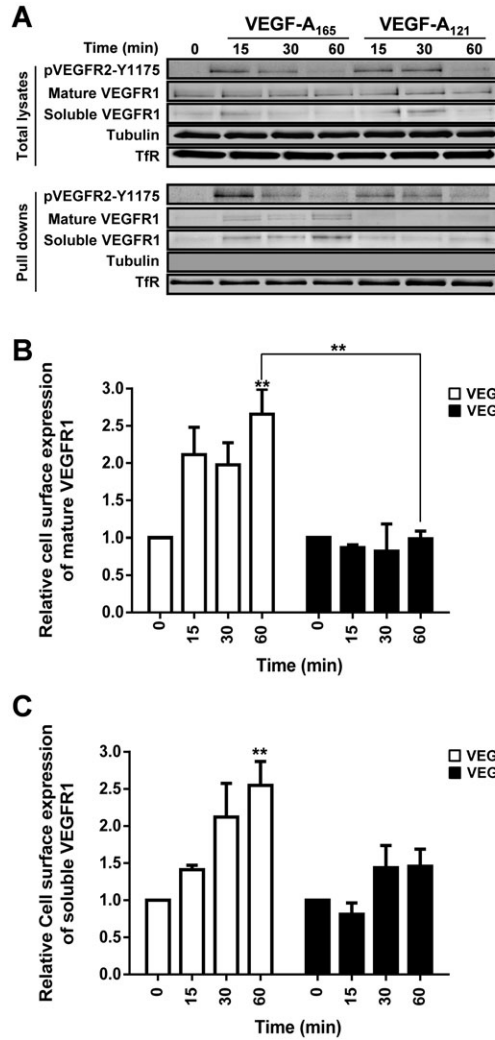 A
VEGF-A165 VEGF-A121
Time (min) 0 15 30 60 15 30 60
Total lysates
pVEGFR2-Y1175
Mature VEGFR1
Soluble VEGFR1
Tubulin
TfR
Pull downs
pVEGFR2-Y1175
Mature VEGFR1
Soluble VEGFR1
Tubulin
TfR
B
**
**
VEG
VEG
Relative cell surface expression
of mature VEGFR1
3.0
2.5
2.0
1.5
1.0
0.5
0.0
0 15 30 60 0 15 30 60
Time (min)
C
**
VEG
VEG
Relative Cell surface expression
of soluble VEGFR1
3.0
2.5
2.0
1.5
1.0
0.5
0.0
0 15 30 60 0 15 30 60
Time (min)